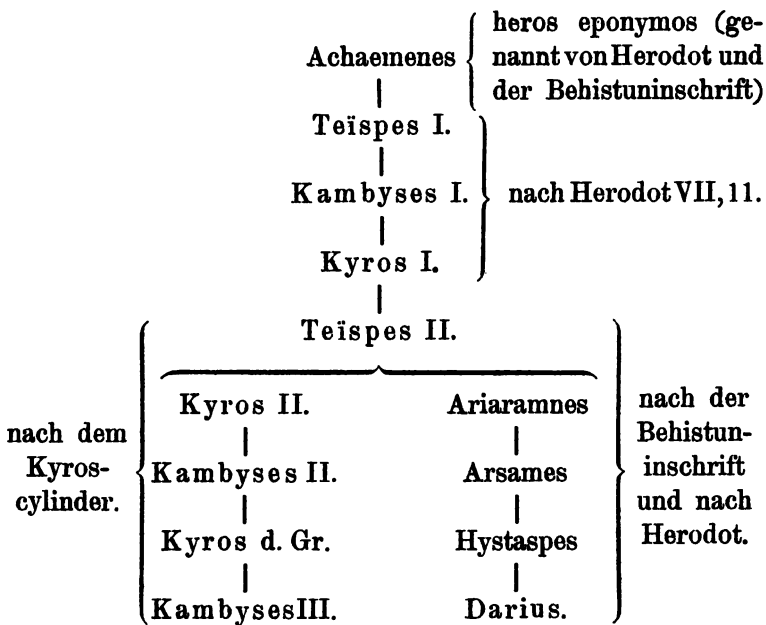 heros eponymos (ge-
Achaemenes nannt von Herodot und
der Behistuninschrift)
Teïspes I.
Kambyses I. nach Herodot VII, 11.
Kyros I.
Teïspes II.
Kyros II. Ariaramnes
nach dem
Kyros-
cylinder.
nach der
Behistun-
inschrift
und nach
Herodot.
Kambyses II. Arsames
Kyros d. Gr. Hystaspes
Kambyses III. Darius.